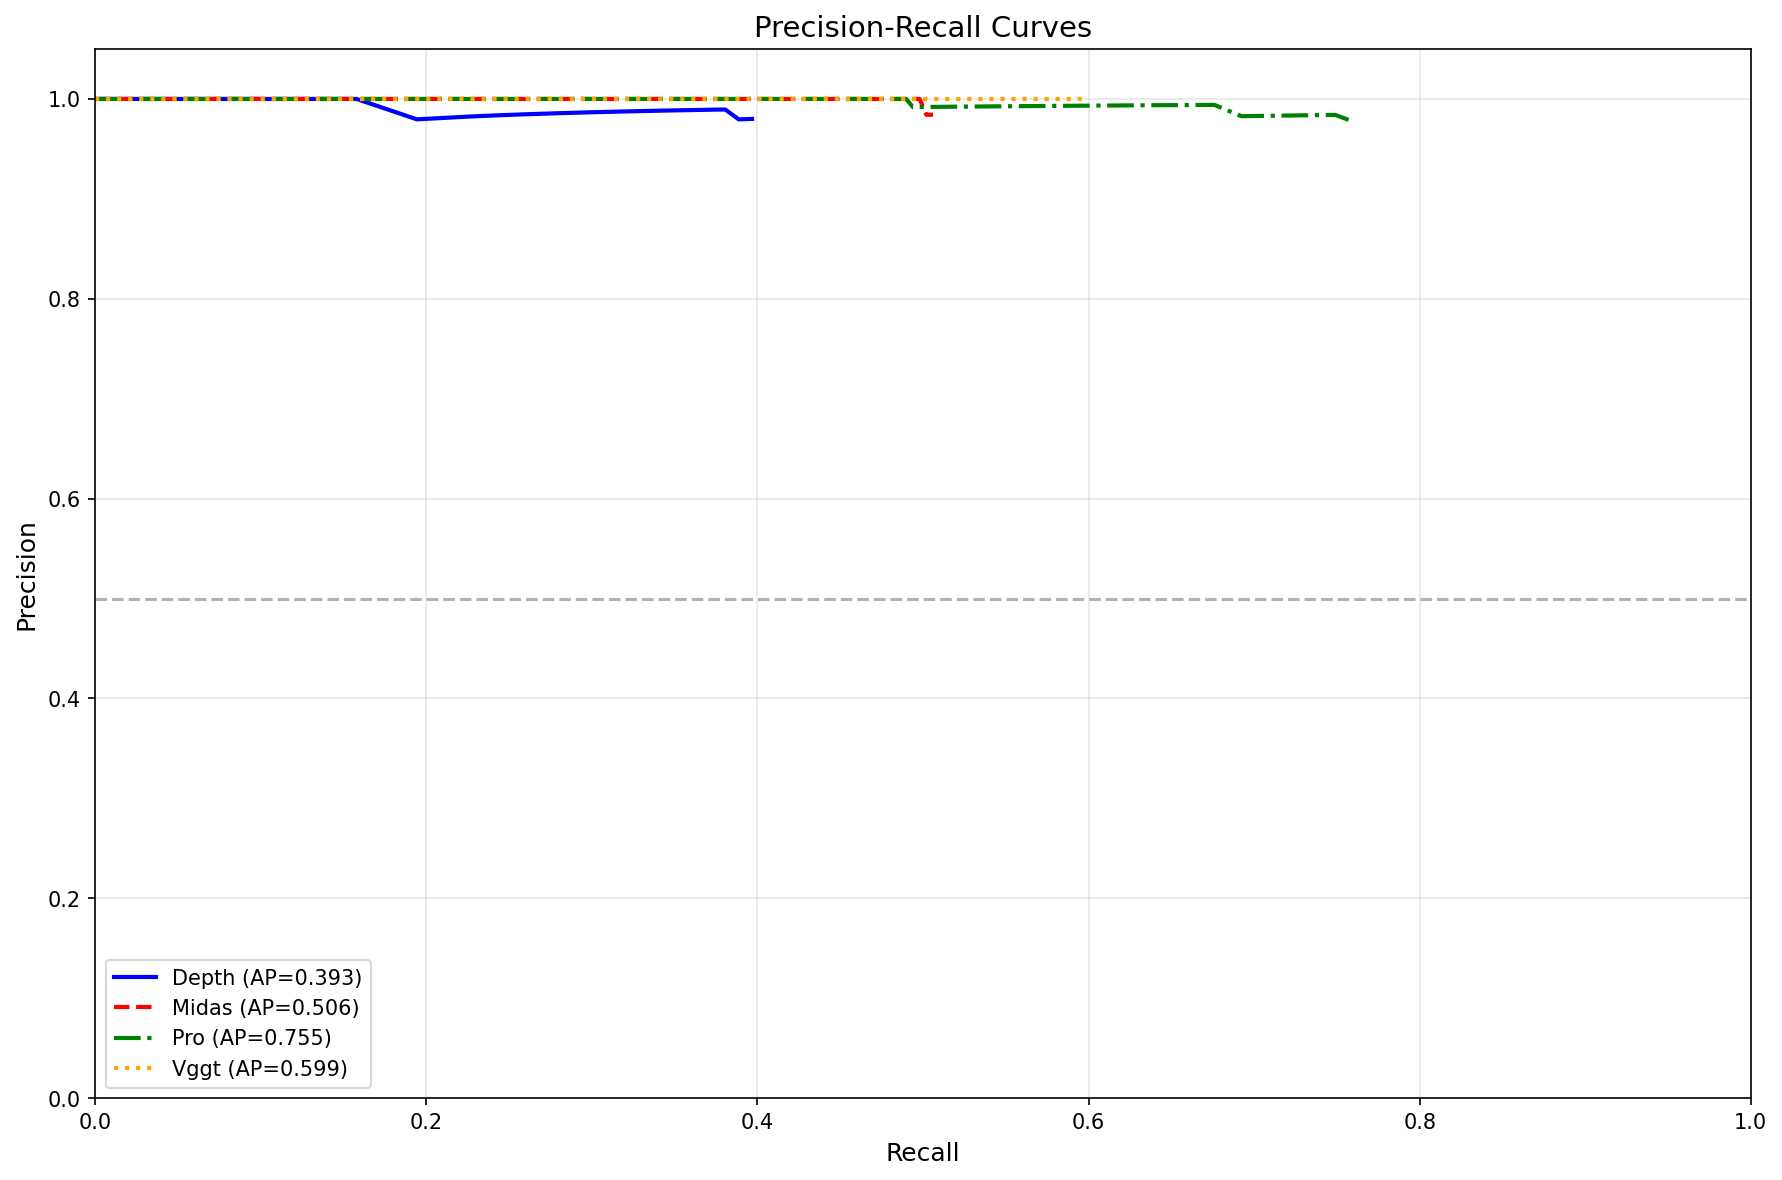 Precision-Recall Curves
Precision
1.0
0.8
0.6
0.4
0.2
0.0
Depth (AP=0.393)
Midas (AP=0.506)
Pro (AP=0.755)
Vggt (AP=0.599)
0.0 0.2 0.4 0.6 0.8 1.0
Recall